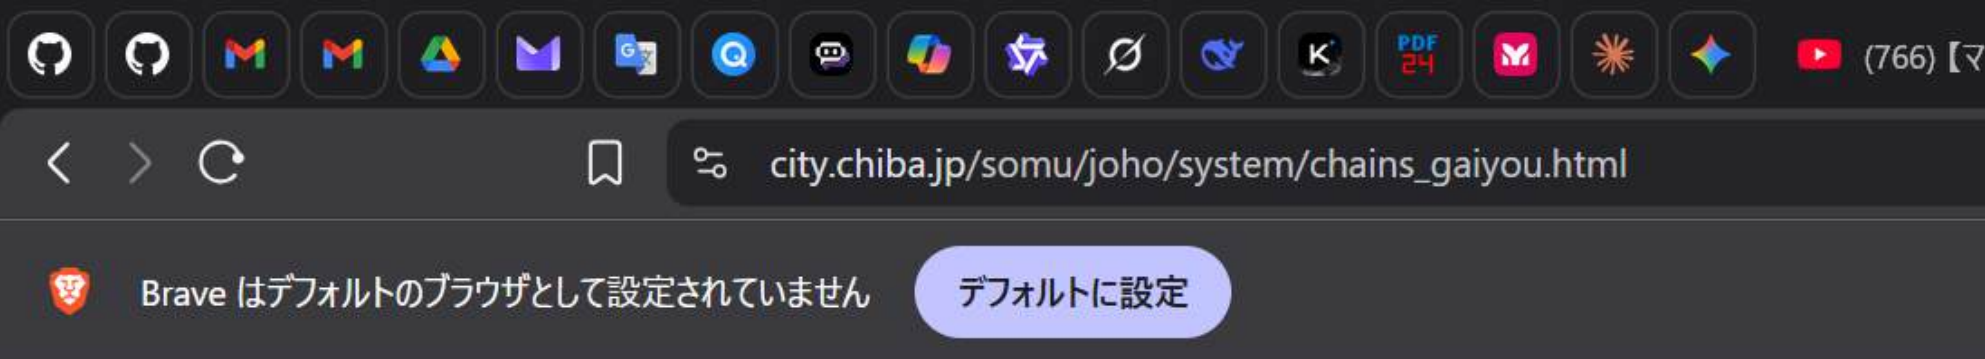 PDF
24
(766)【マ
city.chiba.jp/somu/joho/system/chains_gaiyou.html
Brave はデフォルトのブラウザとして設定されていません
デフォルトに設定